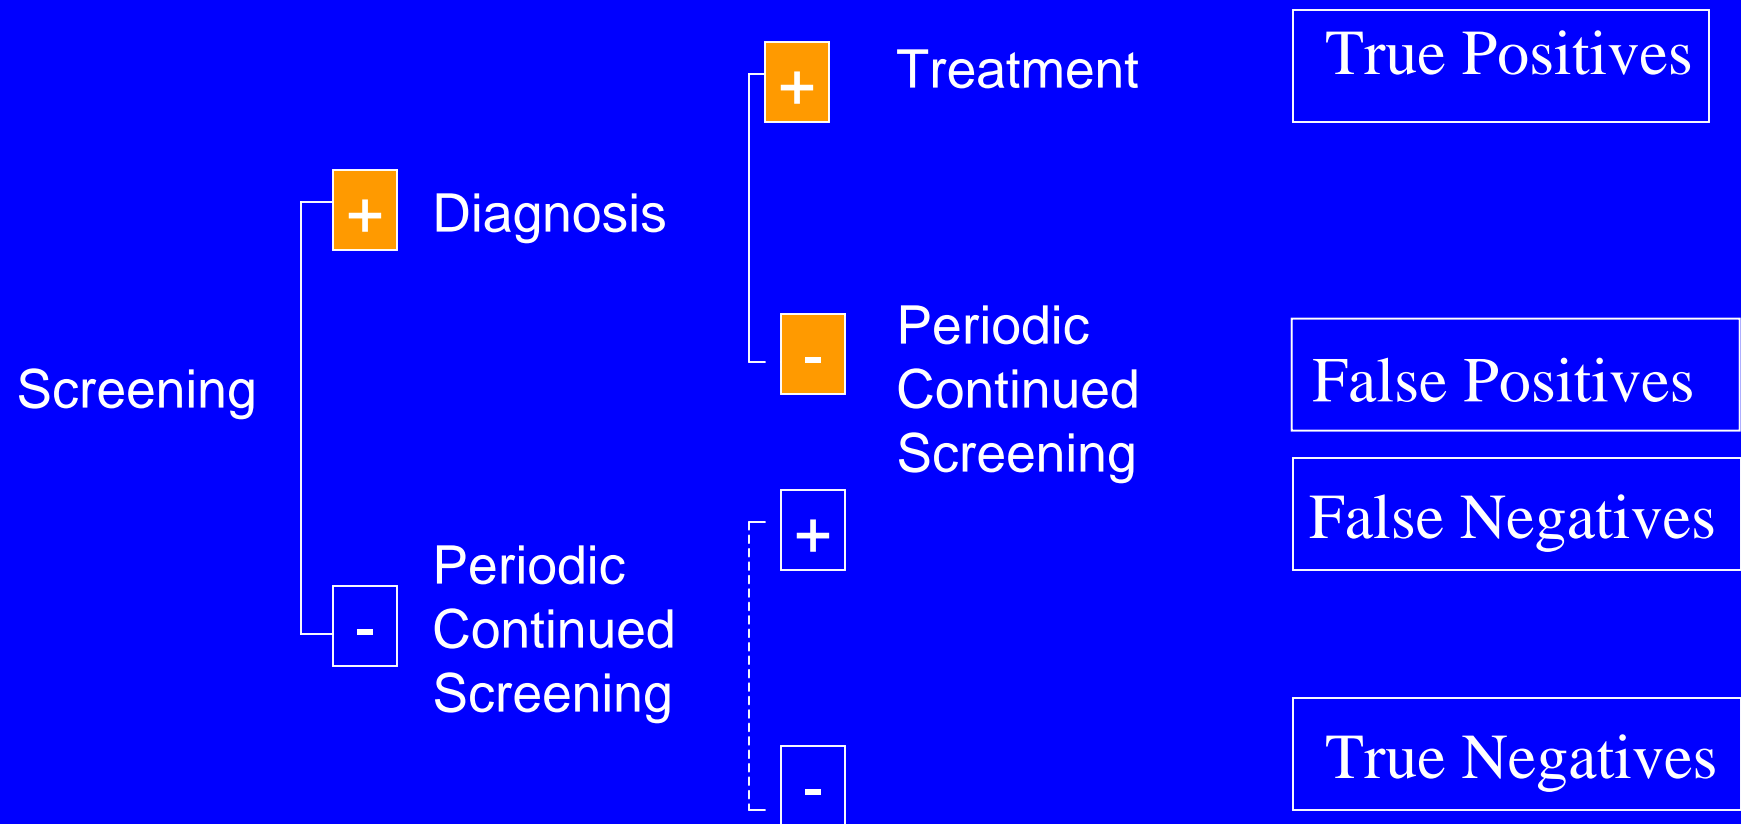 +
Treatment
True Positives
+
Diagnosis
Periodic
Continued
Screening
-
False Positives
Screening
+
False Negatives
-
Periodic
Continued
Screening
-
True Negatives